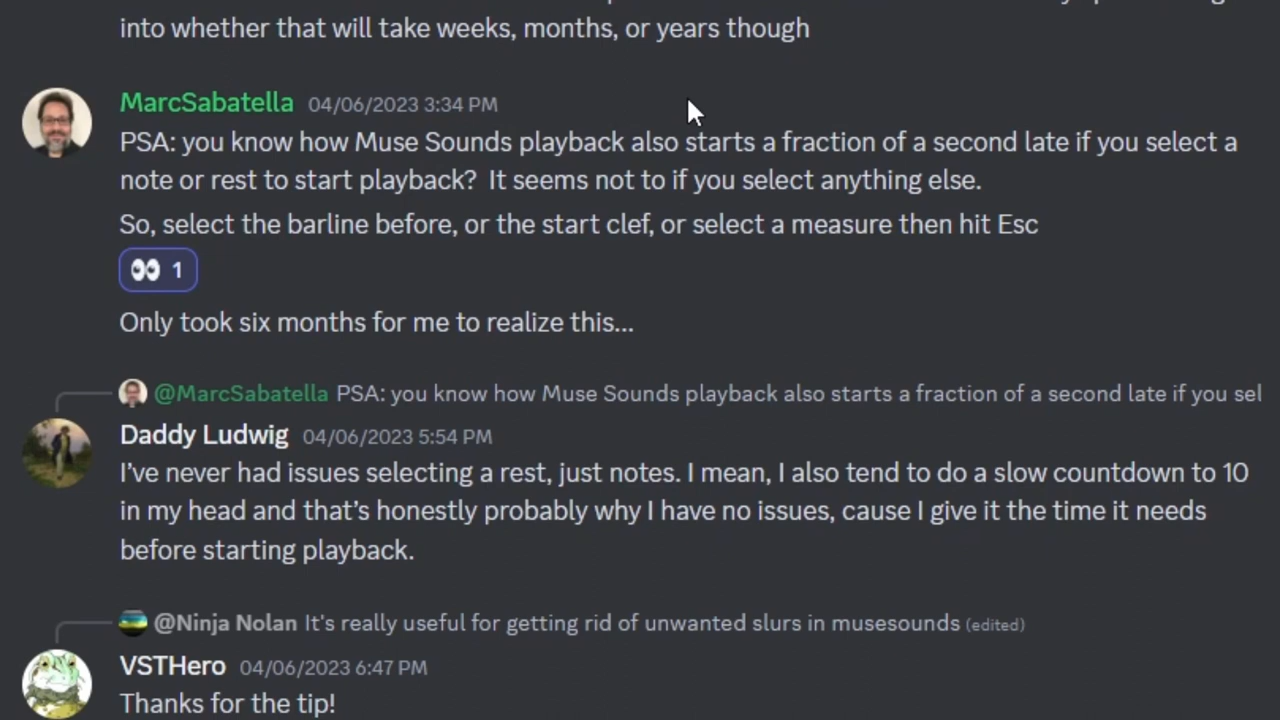 into whether that will take weeks, months, or years though
MarcSabatella 04/06/2023 3:34 PM
PSA: you know how Muse Sounds playback also starts a fraction of a second late if you select a
note or rest to start playback? It seems not to if you select anything else.
So, select the barline before, or the start clef, or select a measure then hit Esc
👀 1
Only took six months for me to realize this...
@MarcSabatella PSA: you know how Muse Sounds playback also starts a fraction of a second late if you sel
Daddy Ludwig 04/06/2023 5:54 PM
I've never had issues selecting a rest, just notes. I mean, I also tend to do a slow countdown to 10
in my head and that's honestly probably why I have no issues, cause I give it the time it needs
before starting playback.
@Ninja Nolan It's really useful for getting rid of unwanted slurs in musesounds (edited)
VSTHero 04/06/2023 6:47 PM
Thanks for the tip!